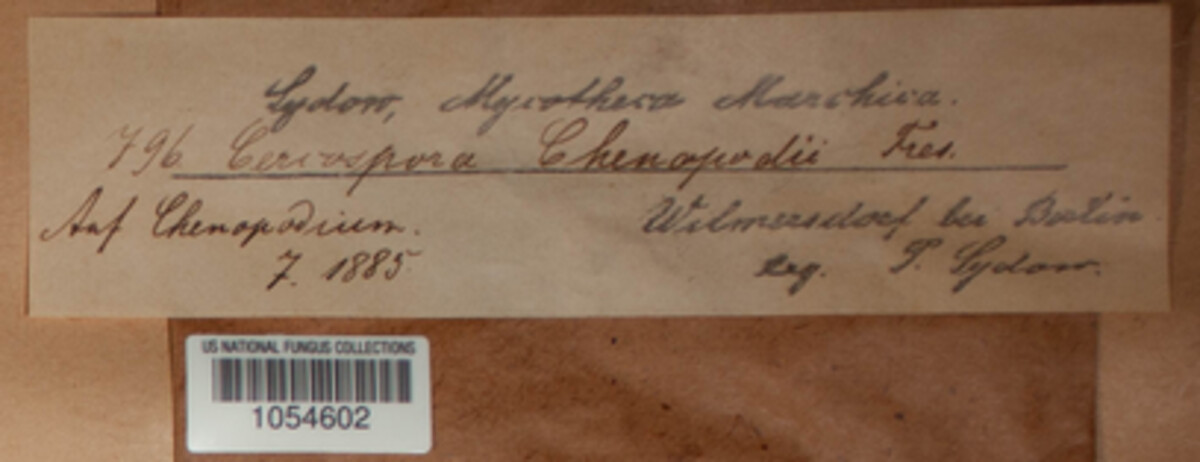 Sydow, Mycotheca Marchica.
796 Cercospora Chenopodii Fres.
Auf Chenopodium. Wilmersdorf bei Berlin.
7. 1885. leg. P. Sydow.
US NATIONAL FUNGUS COLLECTIONS
1054602